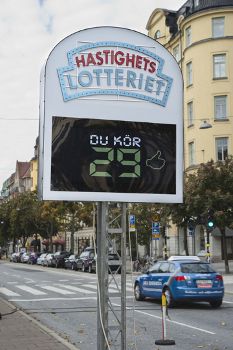 HASTIGHETS
LOTTERIET
DU KÖR
29